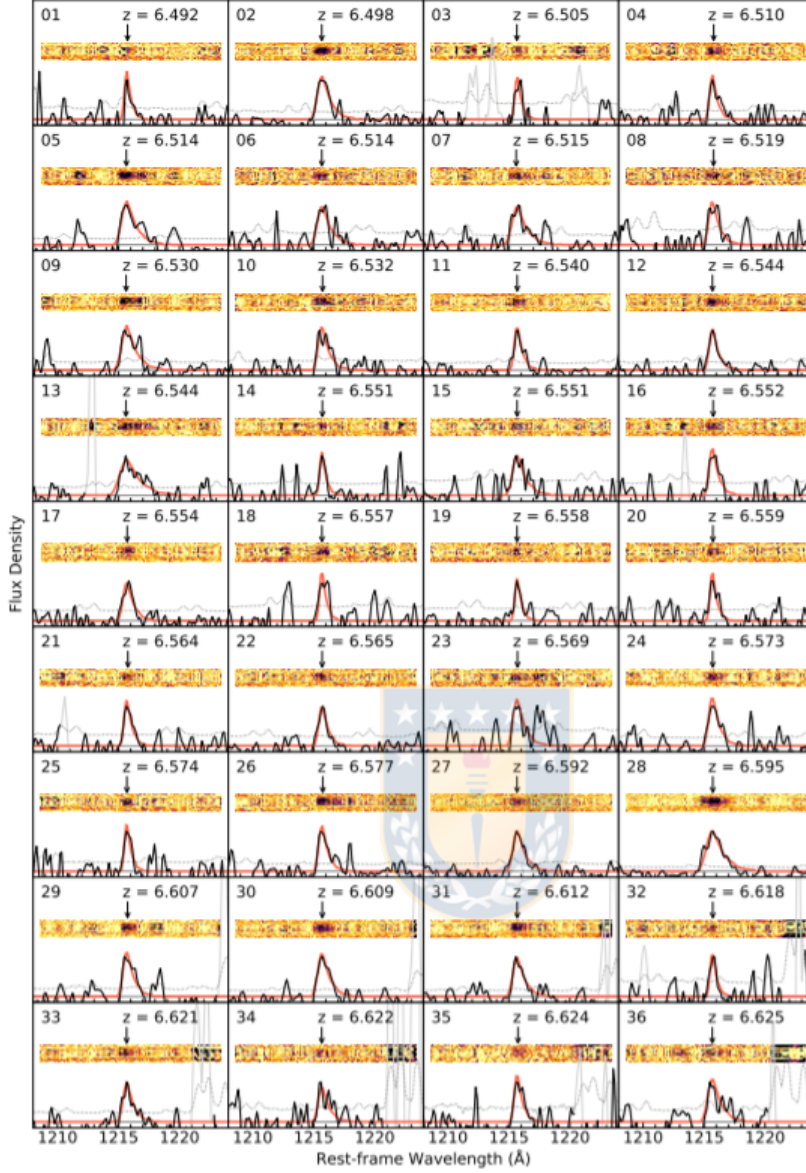 01 z = 6.492 02 z = 6.498 03 z = 6.505 04 z = 6.510
05 z = 6.514 06 z = 6.514 07 z = 6.515 08 z = 6.519
09 z = 6.530 10 z = 6.532 11 z = 6.540 12 z = 6.544
13 z = 6.544 14 z = 6.551 15 z = 6.551 16 z = 6.552
17 z = 6.554 18 z = 6.557 19 z = 6.558 20 z = 6.559
Flux Density
21 z = 6.564 22 z = 6.565 23 z = 6.569 24 z = 6.573
25 z = 6.574 26 z = 6.577 27 z = 6.592 28 z = 6.595
29 z = 6.607 30 z = 6.609 31 z = 6.612 32 z = 6.618
33 z = 6.621 34 z = 6.622 35 z = 6.624 36 z = 6.625
1210 1215 1220 1210 1215 1220 1210 1215 1220 1210 1215 1220
Rest-frame Wavelength (Å)